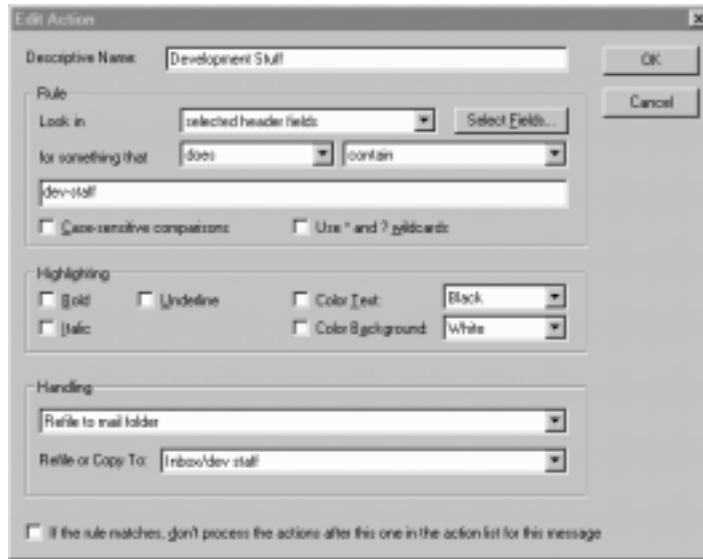 Edit Action
Descriptive Name: Development Stuff OK
Rule Cancel
Look in selected header fields Select Fields...
for something that does contain
dev-staff
Case-sensitive comparisons Use * and ? wildcards
Highlighting
Bold Underline Color Text: Black
Italic Color Background: White
Handling
Refile to mail folder
Refile or Copy To: Inbox/dev staff
If the rule matches, don't process the actions after this one in the action list for this message